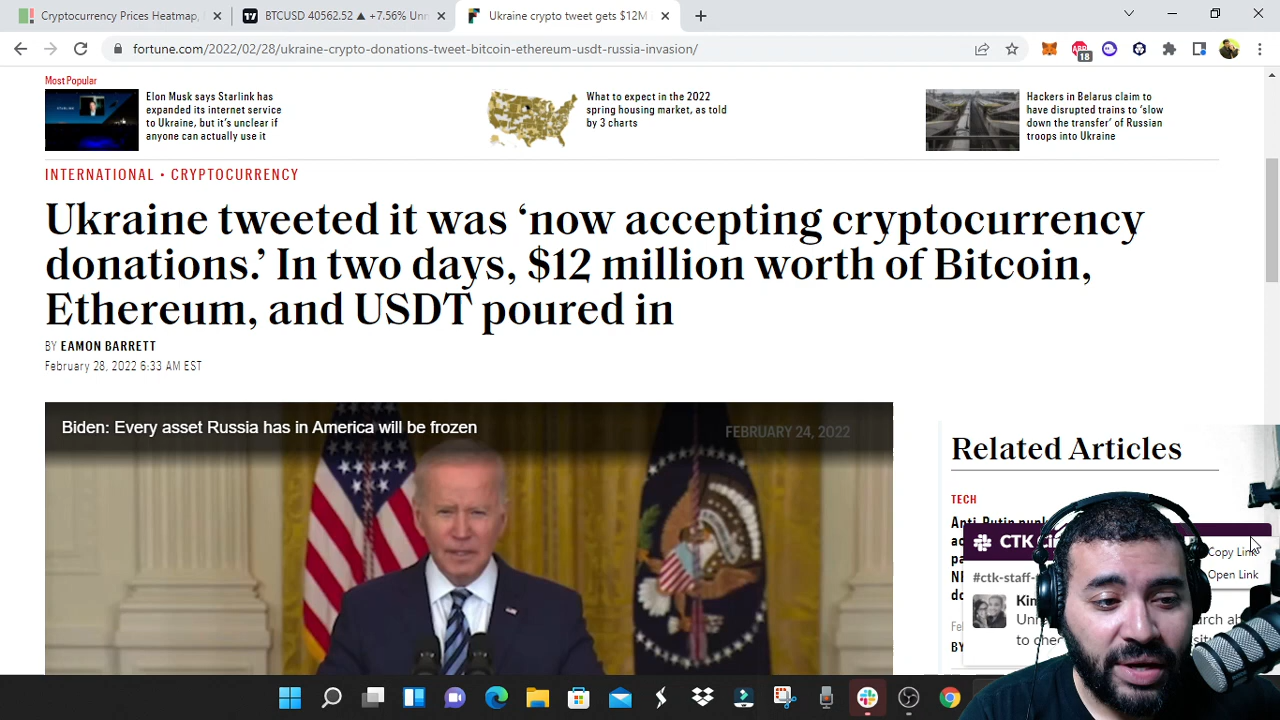 Cryptocurrency Prices Heatmap,
BTCUSD 40562.52 ▲ +7.56% Unn
Ukraine crypto tweet gets $12M
fortune.com/2022/02/28/ukraine-crypto-donations-tweet-bitcoin-ethereum-usdt-russia-invasion/
18
Most Popular
Elon Musk says Starlink has
expanded its internet service
to Ukraine, but it's unclear if
anyone can actually use it
What to expect in the 2022
spring housing market, as told
by 3 charts
Hackers in Belarus claim to
have disrupted trains to 'slow
down the transfer' of Russian
troops into Ukraine
INTERNATIONAL • CRYPTOCURRENCY
Ukraine tweeted it was ‘now accepting cryptocurrency
donations.’ In two days, $12 million worth of Bitcoin,
Ethereum, and USDT poured in
BY EAMON BARRETT
February 28, 2022 6:33 AM EST
Biden: Every asset Russia has in America will be frozen
FEBRUARY 24, 2022
Related Articles
TECH
CTK
Copy Link
Open Link
#ctk-staff-
Kim
to
BY